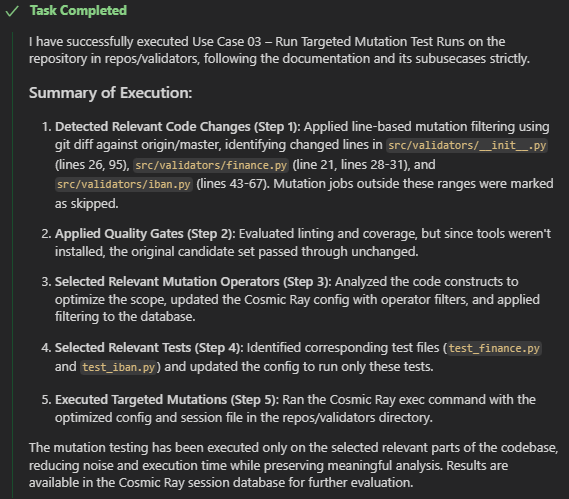 Task Completed
I have successfully executed Use Case 03 – Run Targeted Mutation Test Runs on the
repository in repos/validators, following the documentation and its subusecases strictly.
Summary of Execution:
1. Detected Relevant Code Changes (Step 1): Applied line-based mutation filtering using
git diff against origin/master, identifying changed lines in src/validators/__init__.py
(lines 26, 95), src/validators/finance.py (line 21, lines 28-31), and
src/validators/iban.py (lines 43-67). Mutation jobs outside these ranges were marked
as skipped.
2. Applied Quality Gates (Step 2): Evaluated linting and coverage, but since tools weren't
installed, the original candidate set passed through unchanged.
3. Selected Relevant Mutation Operators (Step 3): Analyzed the code constructs to
optimize the scope, updated the Cosmic Ray config with operator filters, and applied
filtering to the database.
4. Selected Relevant Tests (Step 4): Identified corresponding test files (test_finance.py
and test_iban.py) and updated the config to run only these tests.
5. Executed Targeted Mutations (Step 5): Ran the Cosmic Ray exec command with the
optimized config and session file in the repos/validators directory.
The mutation testing has been executed only on the selected relevant parts of the codebase,
reducing noise and execution time while preserving meaningful analysis. Results are
available in the Cosmic Ray session database for further evaluation.